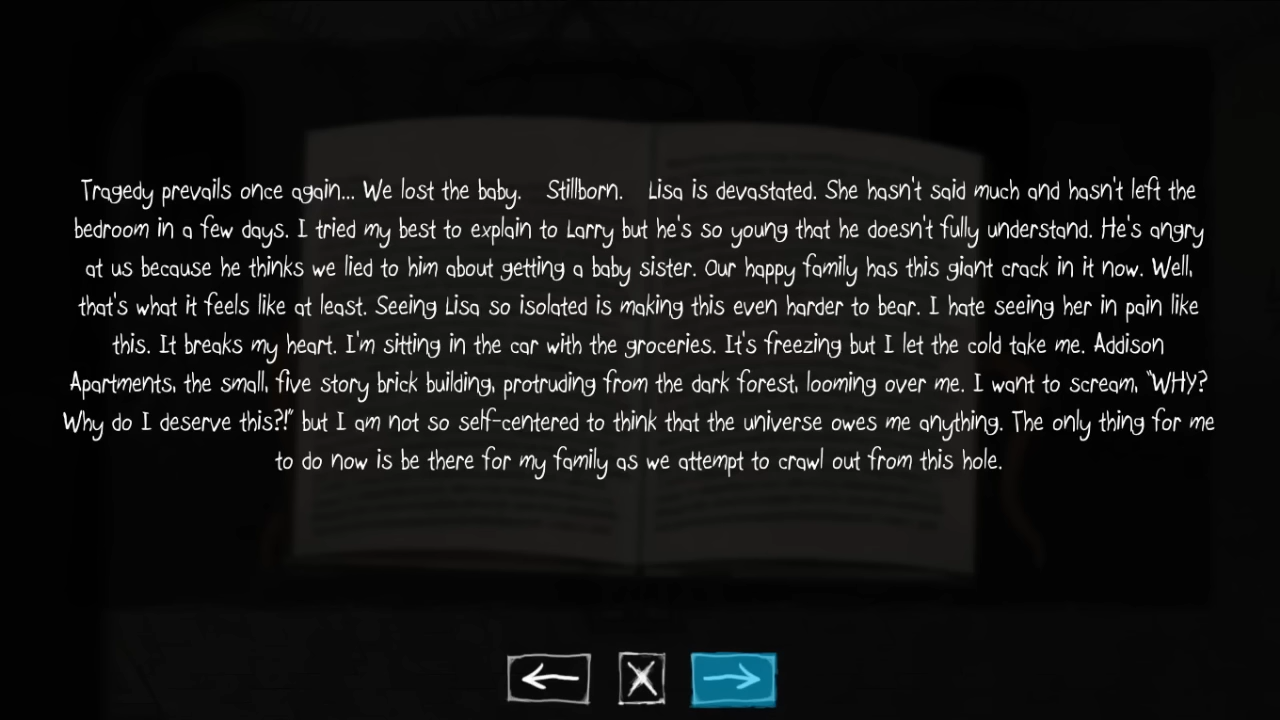 Tragedy prevails once again... We lost the baby. Stillborn. Lisa is devastated. She hasn't said much and hasn't left the
bedroom in a few days. I tried my best to explain to Larry but he's so young that he doesn't fully understand. He's angry
at us because he thinks we lied to him about getting a baby sister. Our happy family has this giant crack in it now. Well,
that's what it feels like at least. Seeing Lisa so isolated is making this even harder to bear. I hate seeing her in pain like
this. It breaks my heart. I'm sitting in the car with the groceries. It's freezing but I let the cold take me. Addison
Apartments, the small, five story brick building, protruding from the dark forest, looming over me. I want to scream, "WHY?
Why do I deserve this?!" but I am not so self-centered to think that the universe owes me anything. The only thing for me
to do now is be there for my family as we attempt to crawl out from this hole.